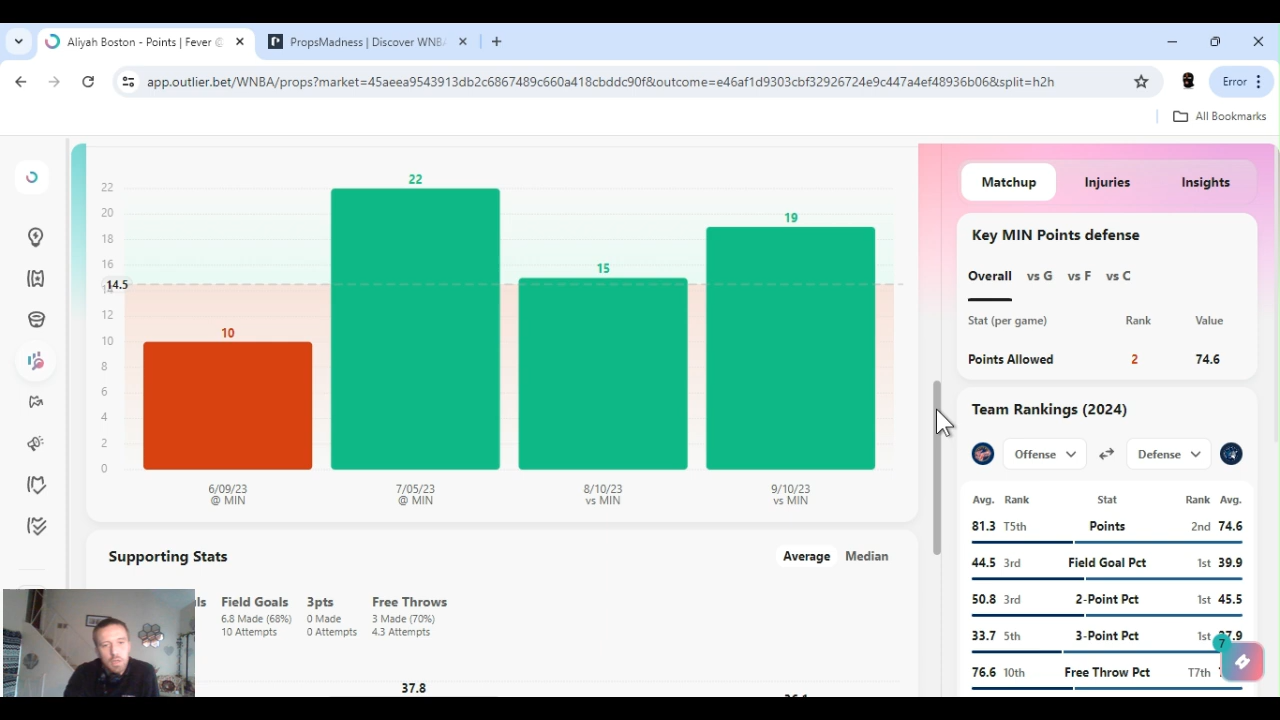 Aliyah Boston - Points | Fever @
PropsMadness | Discover WNBA
app.outlier.bet/WNBA/props?market=45aeea9543913db2c6867489c660a418cbddc90f&outcome=e46af1d9303cbf32926724e9c447a4ef48936b06&split=h2h
Error
All Bookmarks
22
20
18
16
14.5
14
12
10
8
6
4
2
0
10
22
15
19
6/09/23
@ MIN
7/05/23
@ MIN
8/10/23
vs MIN
9/10/23
vs MIN
Supporting Stats
Average Median
ls
Field Goals
6.8 Made (68%)
10 Attempts
3pts
0 Made
0 Attempts
Free Throws
3 Made (70%)
4.3 Attempts
37.8
Matchup Injuries Insights
Key MIN Points defense
Overall vs G vs F vs C
Stat (per game) Rank Value
Points Allowed 2 74.6
Team Rankings (2024)
Offense Defense
Avg. Rank Stat Rank Avg.
81.3 T5th Points 2nd 74.6
44.5 3rd Field Goal Pct 1st 39.9
50.8 3rd 2-Point Pct 1st 45.5
33.7 5th 3-Point Pct 1st
7
76.6 10th Free Throw Pct T7th